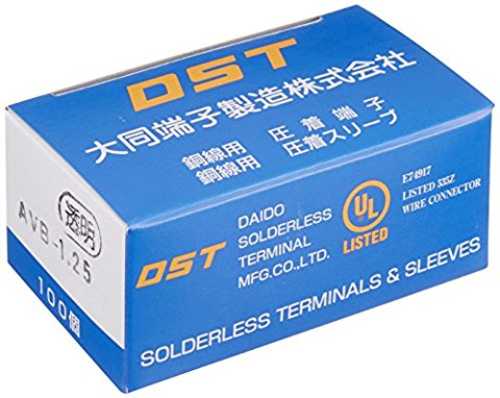 DST
大同端子製造株式会社
銅線用 圧着端子
銅線用 圧着スリーブ
DST
DAIDO
SOLDERLESS
TERMINAL
MFG.CO.,LTD.
UL
LISTED
E74917
LISTED 535Z
WIRE CONNECTOR
SOLDERLESS TERMINALS & SLEEVES
透明
AVB-1.25
100個